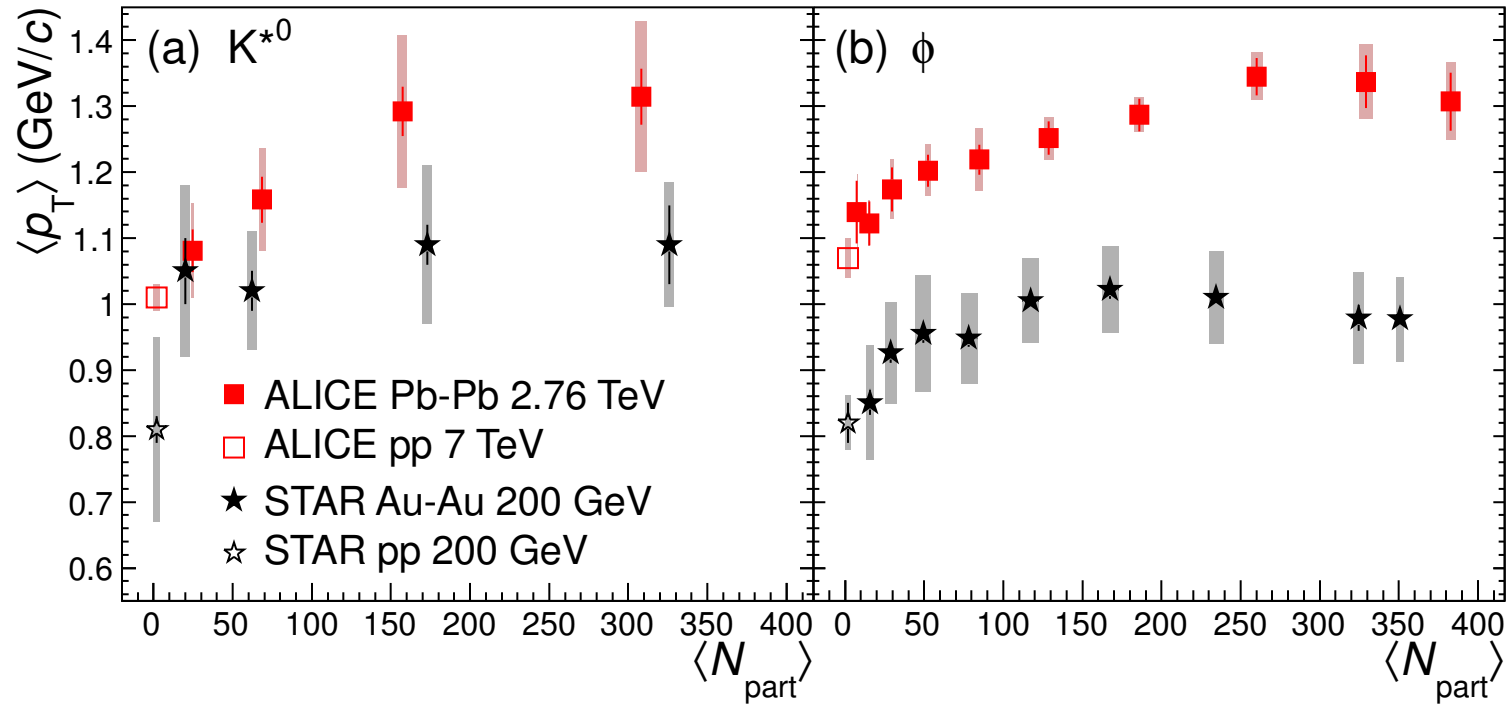 (a) K*0
(b) ϕ
⟨pT⟩ (GeV/c)
1.4
1.3
1.2
1.1
1
0.9
0.8
0.7
0.6
ALICE Pb-Pb 2.76 TeV
ALICE pp 7 TeV
STAR Au-Au 200 GeV
STAR pp 200 GeV
0 50 100 150 200 250 300 350 400
⟨Npart⟩
0 50 100 150 200 250 300 350 400
⟨Npart⟩